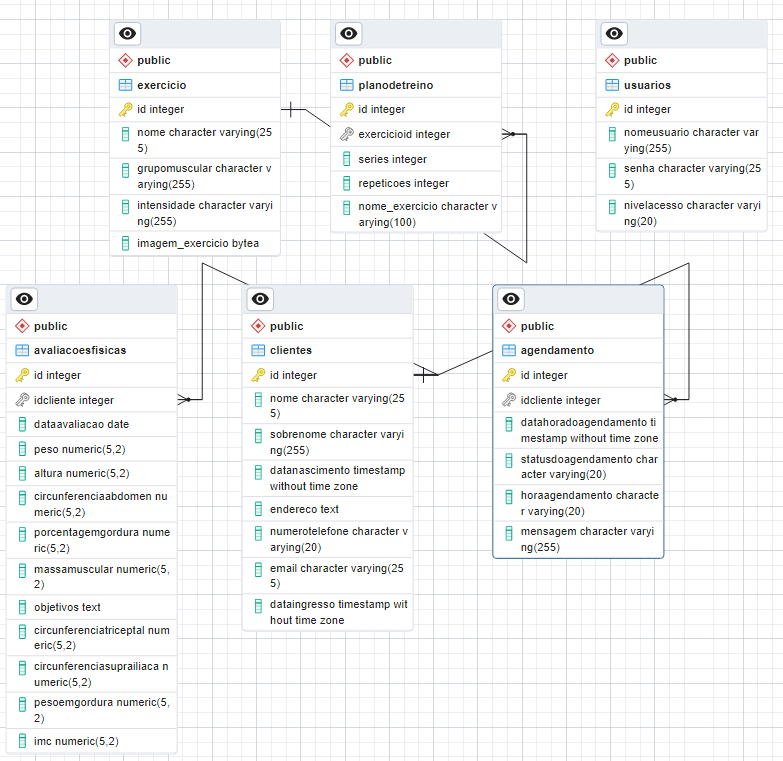 public
exercicio
id integer
nome character varying(25
5)
grupomuscular character v
arying(255)
intensidade character varyi
ng(255)
imagem_exercicio bytea
public
planodetreino
id integer
exercicioid integer
series integer
repeticoes integer
nome_exercicio character v
arying(100)
public
usuarios
id integer
nomeusuario character var
ying(255)
senha character varying(25
5)
nivelacesso character varyi
ng(20)
public
avaliacoesfisicas
id integer
idcliente integer
dataavaliacao date
peso numeric(5,2)
altura numeric(5,2)
circunferenciaabdomen nu
meric(5,2)
porcentagemgordura nume
ric(5,2)
massamuscular numeric(5,
2)
objetivos text
circunferenciatriceptal num
eric(5,2)
circunferenciasuprailiaca n
umeric(5,2)
pesoemgordura numeric(5,
2)
imc numeric(5,2)
public
clientes
id integer
nome character varying(25
5)
sobrenome character varyi
ng(255)
datanascimento timestamp
without time zone
endereco text
numerotelefone character v
arying(20)
email character varying(25
5)
dataingresso timestamp wit
hout time zone
public
agendamento
id integer
idcliente integer
datahoradoagendamento ti
mestamp without time zone
statusdoagendamento char
acter varying(20)
horaagendamento characte
r varying(20)
mensagem character varyi
ng(255)